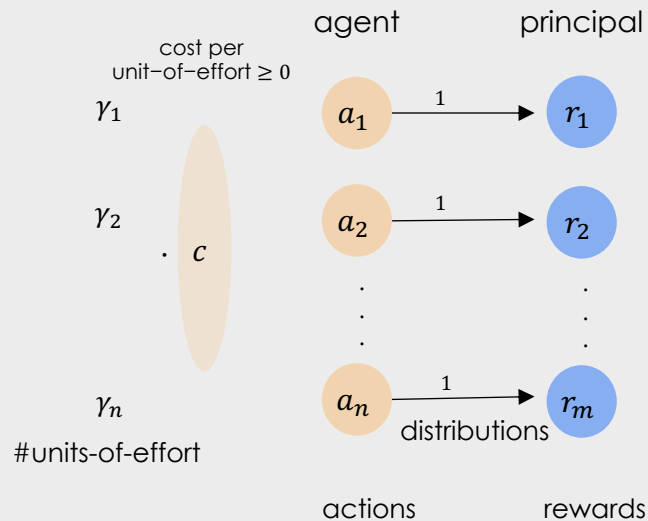 agent principal
cost per
unit−of−effort ≥ 0
γ₁ a₁ 1 r₁
γ₂ a₂ 1 r₂
· c
. .
. .
. .
γₙ aₙ 1 rₘ
distributions
#units-of-effort
actions rewards